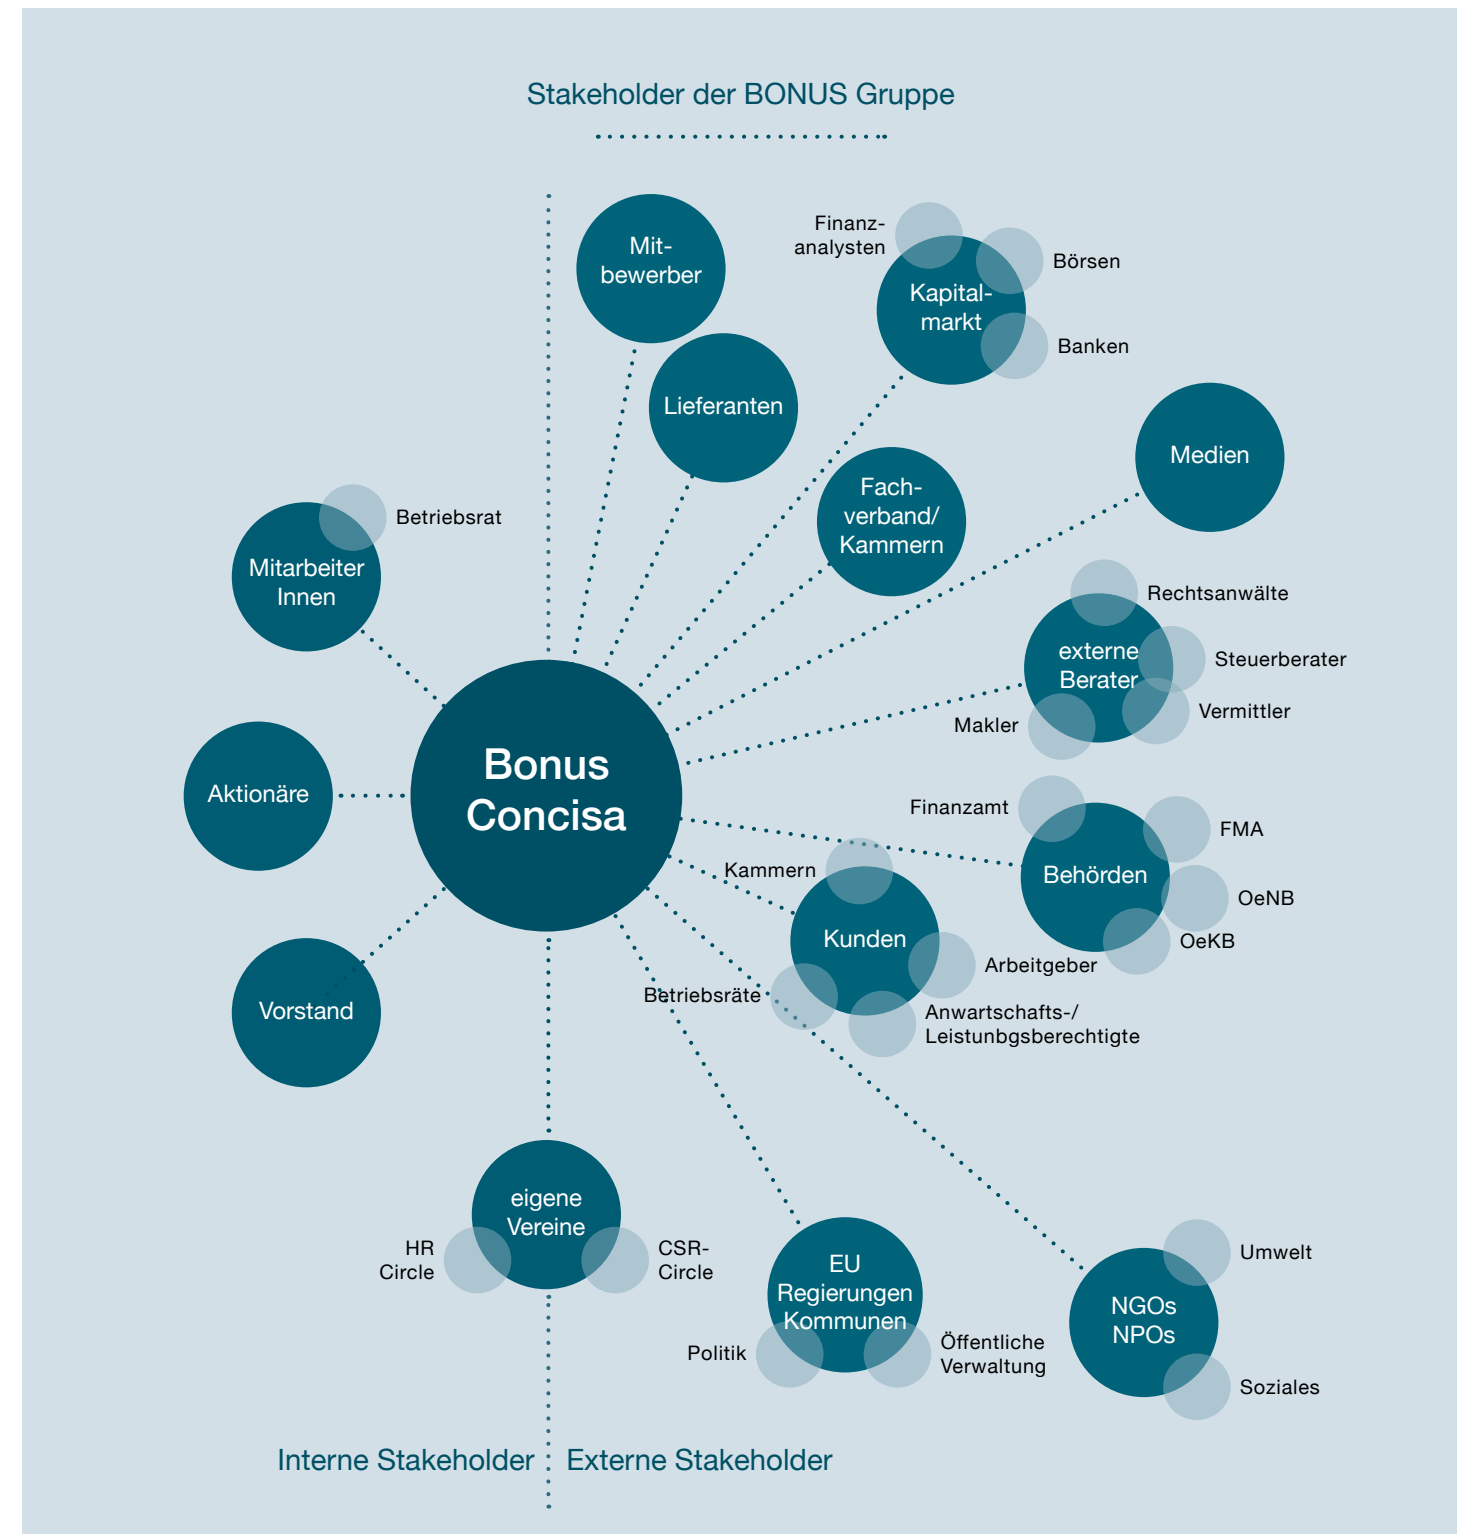 Stakeholder der BONUS Gruppe
Mit-
bewerber
Finanz-
analysten
Börsen
Kapital-
markt
Banken
Lieferanten
Medien
Fach-
verband/
Kammern
Betriebsrat
Mitarbeiter
Innen
Rechtsanwälte
externe
Berater
Steuerberater
Vermittler
Makler
Bonus
Concisa
Aktionäre
Finanzamt
FMA
Behörden
OeNB
OeKB
Kammern
Kunden
Arbeitgeber
Betriebsräte
Anwartschafts-/
Leistunbgsberechtigte
Vorstand
eigene
Vereine
HR
Circle
CSR-
Circle
EU
Regierungen
Kommunen
Politik
Öffentliche
Verwaltung
Umwelt
NGOs
NPOs
Soziales
Interne Stakeholder
Externe Stakeholder